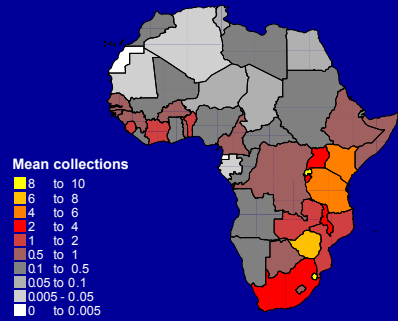 Mean collections
8 to 10
6 to 8
4 to 6
2 to 4
1 to 2
0.5 to 1
0.1 to 0.5
0.05 to 0.1
0.005 - 0.05
0 to 0.005